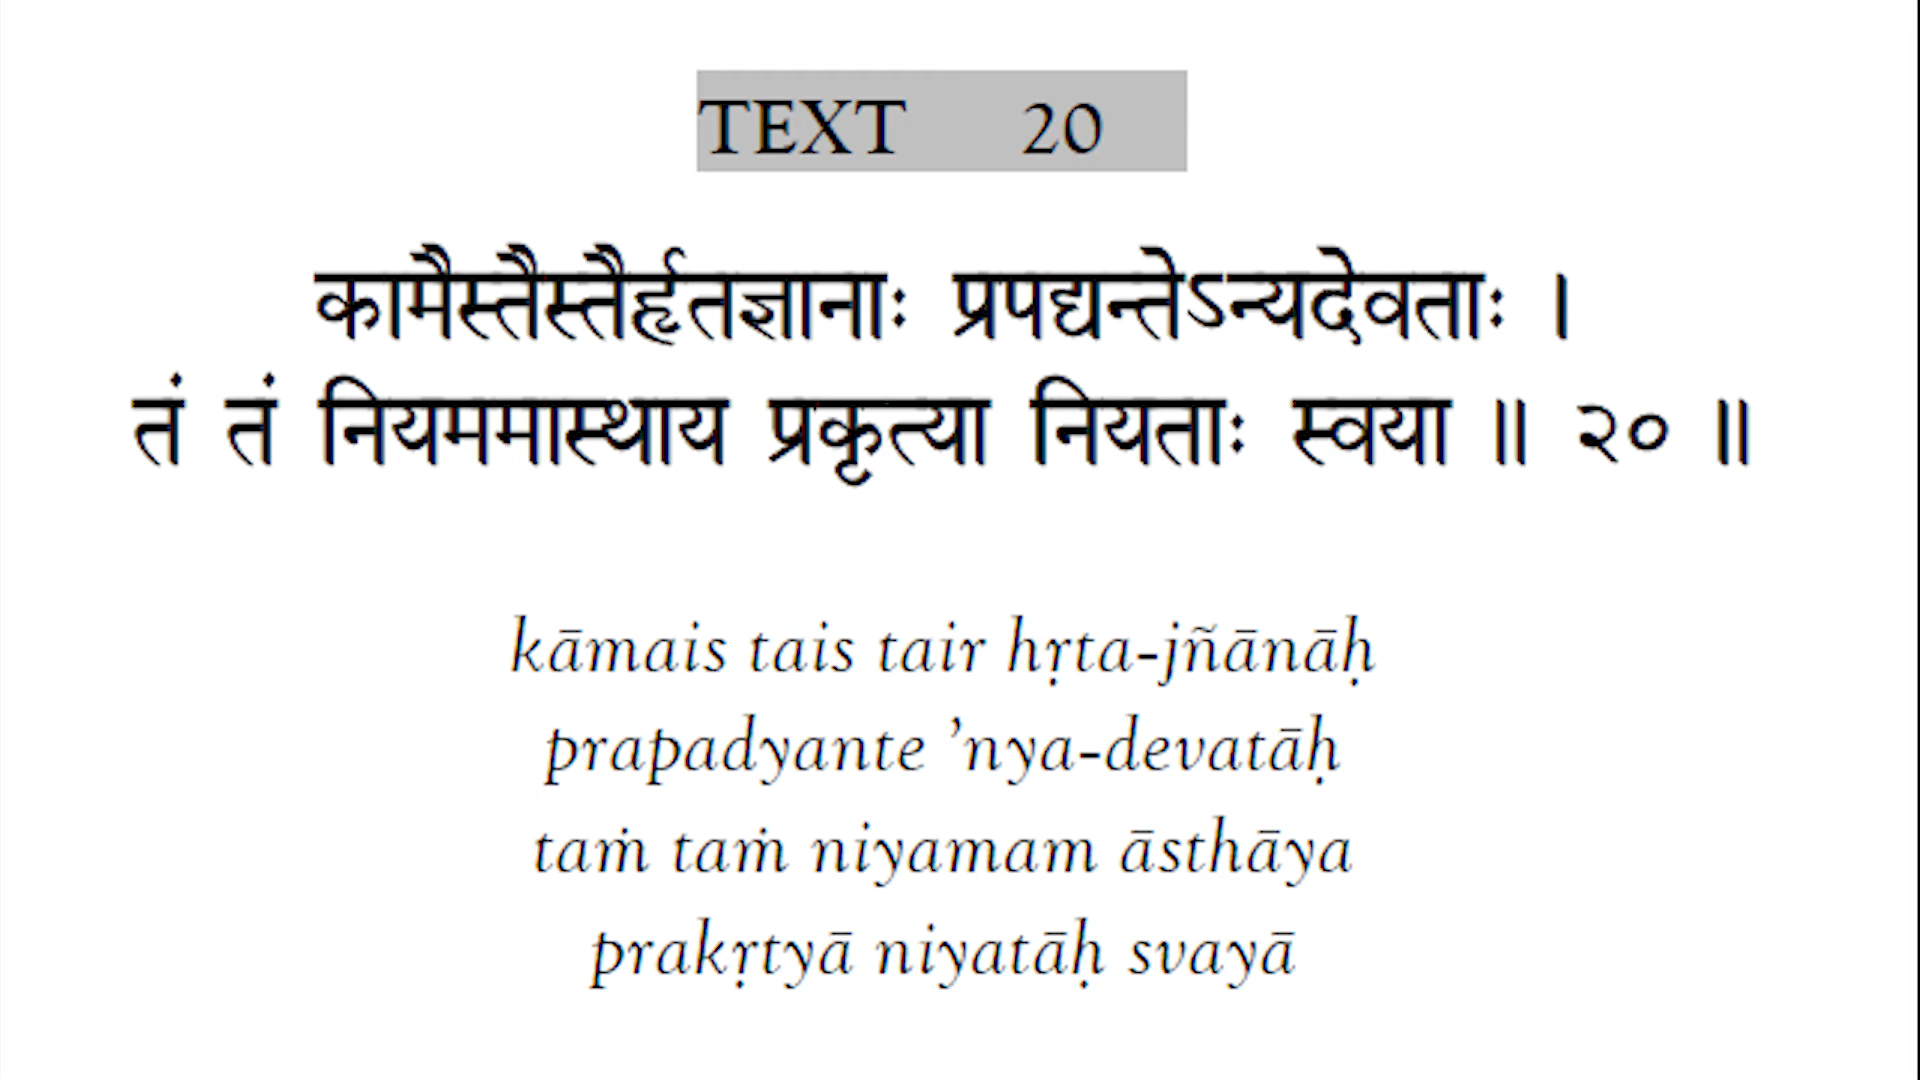 TEXT 20
कामैस्तैस्तैर्हृतज्ञानाः प्रपद्यन्तेऽन्यदेवताः ।
तं तं नियममास्थाय प्रकृत्या नियताः स्वया ॥ २० ॥
kāmais tais tair hṛta-jñānāḥ
prapadyante ’nya-devatāḥ
taṁ taṁ niyamam āsthāya
prakṛtyā niyatāḥ svayā